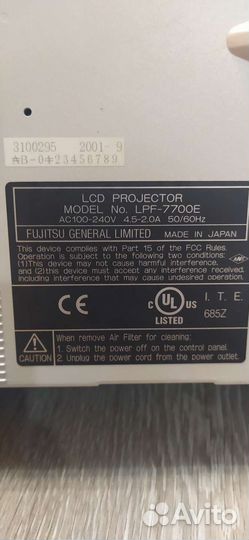 3100295 2001- 9
LCD PROJECTOR
MODEL No. LPF-7700E
AC100-240V 4.5-2.0A 50/60Hz
FUJITSU GENERAL LIMITED MADE IN JAPAN
This device complies with Part 15 of the FCC Rules.
Operation is subject to the following two conditions:
(1)This device may not cause harmful interference,
and (2)this device must accept any interference
received, including interference that may cause
undesired operation.
CE
C UL US
LISTED
I. T. E.
685Z
CAUTION
When remove Air Filter for cleaning:
1. Switch the power off on the control panel.
2. Unplug the power cord from the power outlet.
Avito